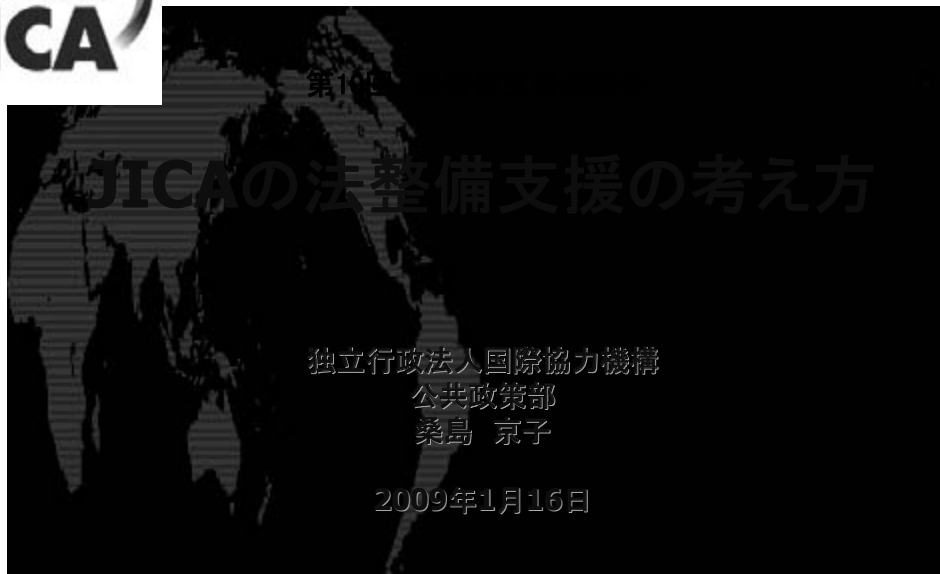 CA
第1
JICAの法整備支援の考え方
独立行政法人国際協力機構
公共政策部
桑島 京子
2009年1月16日